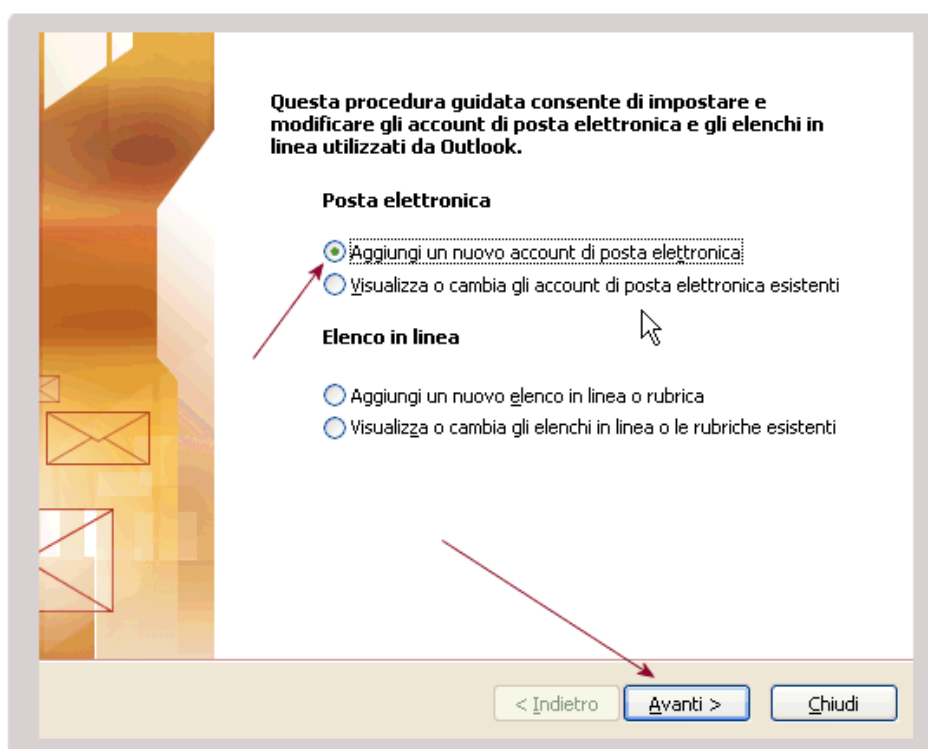 Questa procedura guidata consente di impostare e
modificare gli account di posta elettronica e gli elenchi in
linea utilizzati da Outlook.
Posta elettronica
Aggiungi un nuovo account di posta elettronica
Visualizza o cambia gli account di posta elettronica esistenti
Elenco in linea
Aggiungi un nuovo elenco in linea o rubrica
Visualizza o cambia gli elenchi in linea o le rubriche esistenti
< Indietro Avanti > Chiudi